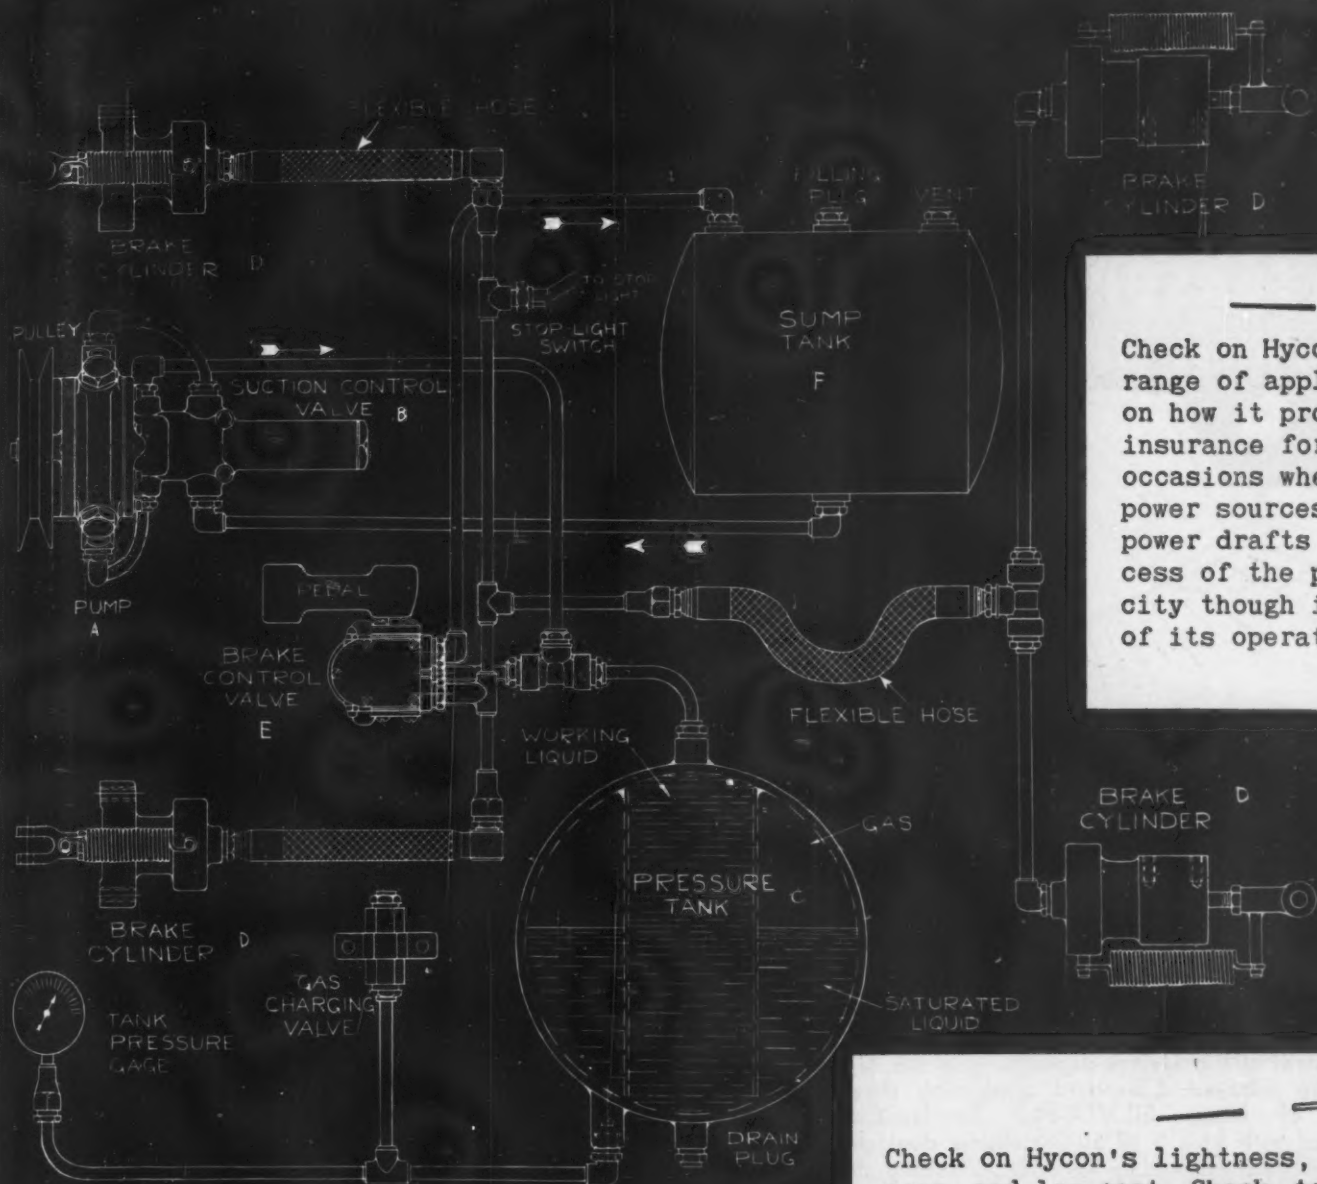 FLEXIBLE HOSE
BRAKE
CYLINDER D
FILLING
PLUG
VENT
BRAKE
CYLINDER D
TO STOP
LIGHT
STOP-LIGHT
SWITCH
PULLEY
SUCTION CONTROL
VALVE B
SUMP
TANK
F
Check on Hyco
range of appl
on how it pro
insurance for
occasions whe
power sources
power drafts
cess of the p
city though i
of its operat
PEDAL
PUMP
A
BRAKE
CONTROL
VALVE
E
FLEXIBLE HOSE
WORKING
LIQUID
GAS
BRAKE D
CYLINDER
PRESSURE
TANK C
BRAKE
CYLINDER D
GAS
CHARGING
VALVE
TANK
PRESSURE
GAGE
SATURATED
LIQUID
DRAIN
PLUG
Check on Hycon's lightness,